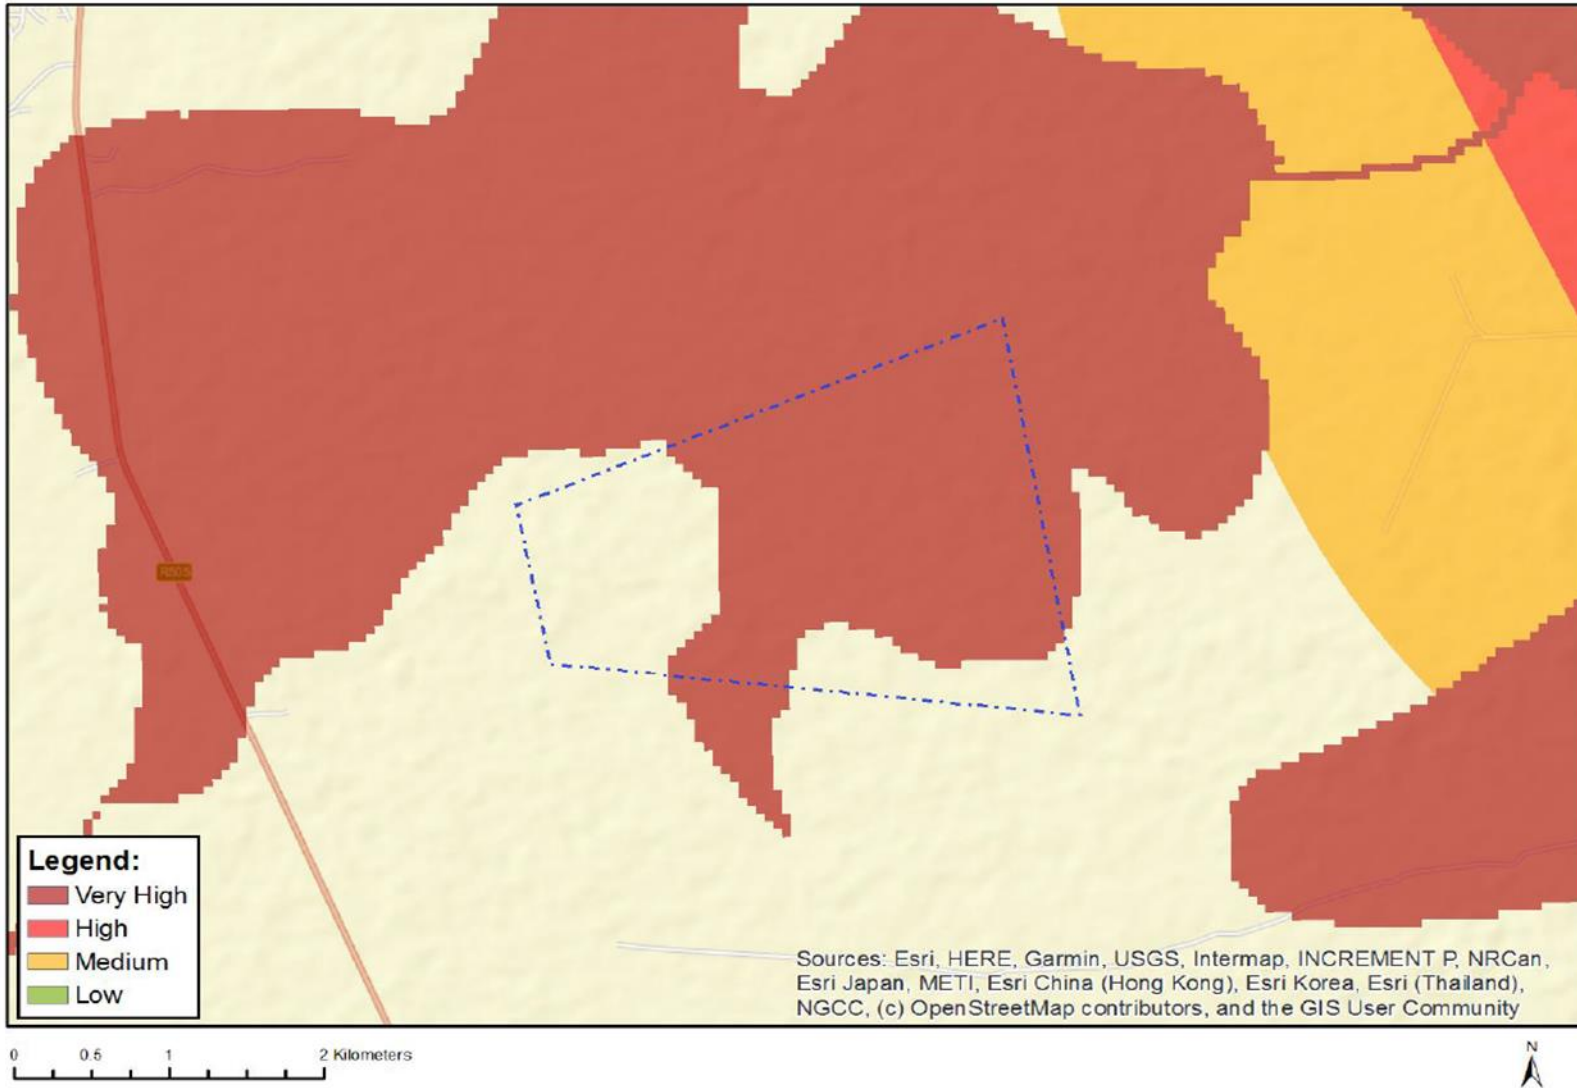 R505
Legend:
Very High
High
Medium
Low
Sources: Esri, HERE, Garmin, USGS, Intermap, INCREMENT P, NRCan,
Esri Japan, METI, Esri China (Hong Kong), Esri Korea, Esri (Thailand),
NGCC, (c) OpenStreetMap contributors, and the GIS User Community
0 0.5 1 2 Kilometers
N